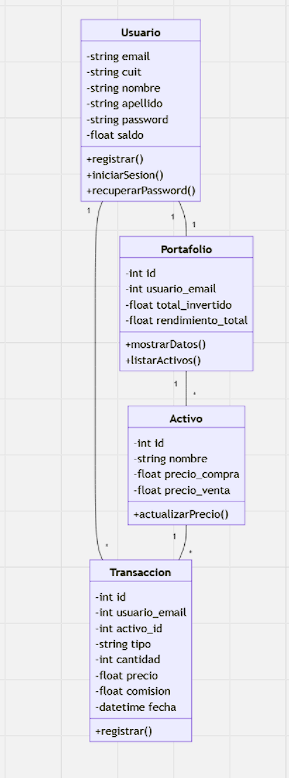 Usuario
-string email
-string cuit
-string nombre
-string apellido
-string password
-float saldo
+registrar()
+iniciarSesion()
+recuperarPassword()
1
1
1
Portafolio
-int id
-int usuario_email
-float total_invertido
-float rendimiento_total
+mostrarDatos()
+listarActivos()
1
*
Activo
-int id
-string nombre
-float precio_compra
-float precio_venta
+actualizarPrecio()
1
*
*
Transaccion
-int id
-int usuario_email
-int activo_id
-string tipo
-int cantidad
-float precio
-float comision
-datetime fecha
+registrar()